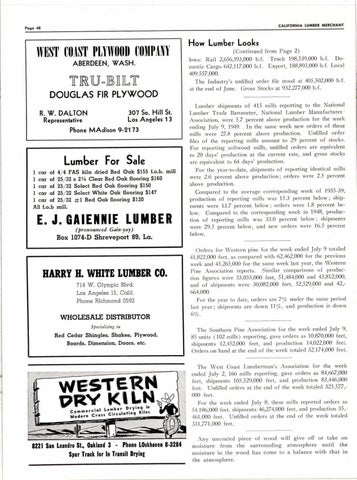 Page 48
CALIFORNIA LUMBER MERCHANT
WEST COAST PLYWOOD COMPANY
ABERDEEN, WASH.
TRU-BILT
DOUGLAS FIR PLYWOOD
R. W. DALTON
Representative
307 So. Hill St.
Los Angeles 13
Phone MAdison 9-2173
Lumber For Sale
1 car of 4/4 FAS kiln dried Red Oak $155 f.o.b. mill
1 car of 25/32 x 2¼ Clear Red Oak flooring $160
1 car of 25/32 Select Red Oak flooring $150
1 car of 25/32 Select White Oak flooring $147
1 car of 25/32 #1 Red Oak flooring $120
All f.o.b. mill.
E. J. GAIENNIE LUMBER
(pronounced Gain-yer)
Box 1074-D Shreveport 89, La.
HARRY H. WHITE LUMBER CO.
714 W. Olympic Blvd.
Los Angeles 15, Calif.
Phone Richmond 0592
WHOLESALE DISTRIBUTOR
Specializing in
Red Cedar Shingles, Shakes, Plywood,
Boards, Dimension, Doors, etc.
WESTERN
DRY KILN
Commercial Lumber Drying in
Modern Cross Circulating Kilns
8221 San Leandro St., Oakland 3 - Phone LOckhaven 8-3284
Spur Track for In Transit Drying
How Lumber Looks
(Continued from Page 2)
lows: Rail 2,656,393,000 b.f. Truck 198,539,000 b.f. Do-
mestic Cargo 642,117,000 b.f. Export, 188,893,000 b.f. Local
409,557,000.
The Industry's unfilled order file stood at 405,502,000 b.f.
at the end of June. Gross Stocks at 932,277,000 b.f.
Lumber shipments of 415 mills reporting to the National
Lumber Trade Barometer, National Lumber Manufacturers
Association, were 5.2 percent above production for the week
ending July 9, 1949. In the same week new orders of these
mills were 27.8 percent above production. Unfilled order
files of the reporting mills amount to 29 percent of stocks.
For reporting softwood mills, unfilled orders are equivalent
to 20 days' production at the current rate, and gross stocks
are equivalent to 64 days' production.
For the year-to-date, shipments of reporting identical mills
were 2.6 percent above production; orders were 2.3 percent
above production.
Compared to the average corresponding week of 1935-39,
production of reporting mills was 15.3 percent below; ship-
ments were 13.2 percent below; orders were 1.8 percent be-
low. Compared to the corresponding week in 1948, produc-
tion of reporting mills was 33.0 percent below; shipments
were 29.5 percent below, and new orders were 16.3 percent
below.
Orders for Western pine for the week ended July 9 totaled
41,822,000 feet, as compared with 62,462,000 for the previous
week and 43,265,000 for the same week last year, the Western
Pine Association reports. Similar comparisons of produc-
tion figures were 33,035,000 feet, 51,484,000 and 43,812,000,
and of shipments were 30,082,000 feet, 52,529,000 and 42,-
064,000.
For the year to date, orders are 7% under the same period
last year; shipments are down 11%, and production is down
6%.
The Southern Pine Association for the week ended July 9,
85 units (102 mills) reporting, gave orders as 10,870,000 feet,
shipments 12,432,000 feet, and production 14,022,000 feet.
Orders on hand at the end of the week totaled 32,174,000 feet.
The West Coast Lumberman's Association for the week
ended July 2, 166 mills reporting, gave orders as 84,667,000
feet, shipments 103,529,000 feet, and production 83,446,000
feet. Unfilled orders at the end of the week totaled 325,577,-
000 feet.
For the week ended July 9, these mills reported orders as
54,186,000 feet, shipments 46,274,000 feet, and production 33,-
461,000 feet. Unfilled orders at the end of the week totaled
331,771,000 feet.
Any uncoated piece of wood will give off or take on
moisture from the surrounding atmosphere until the
moisture in the wood has come to a balance with that in
the atmosphere.